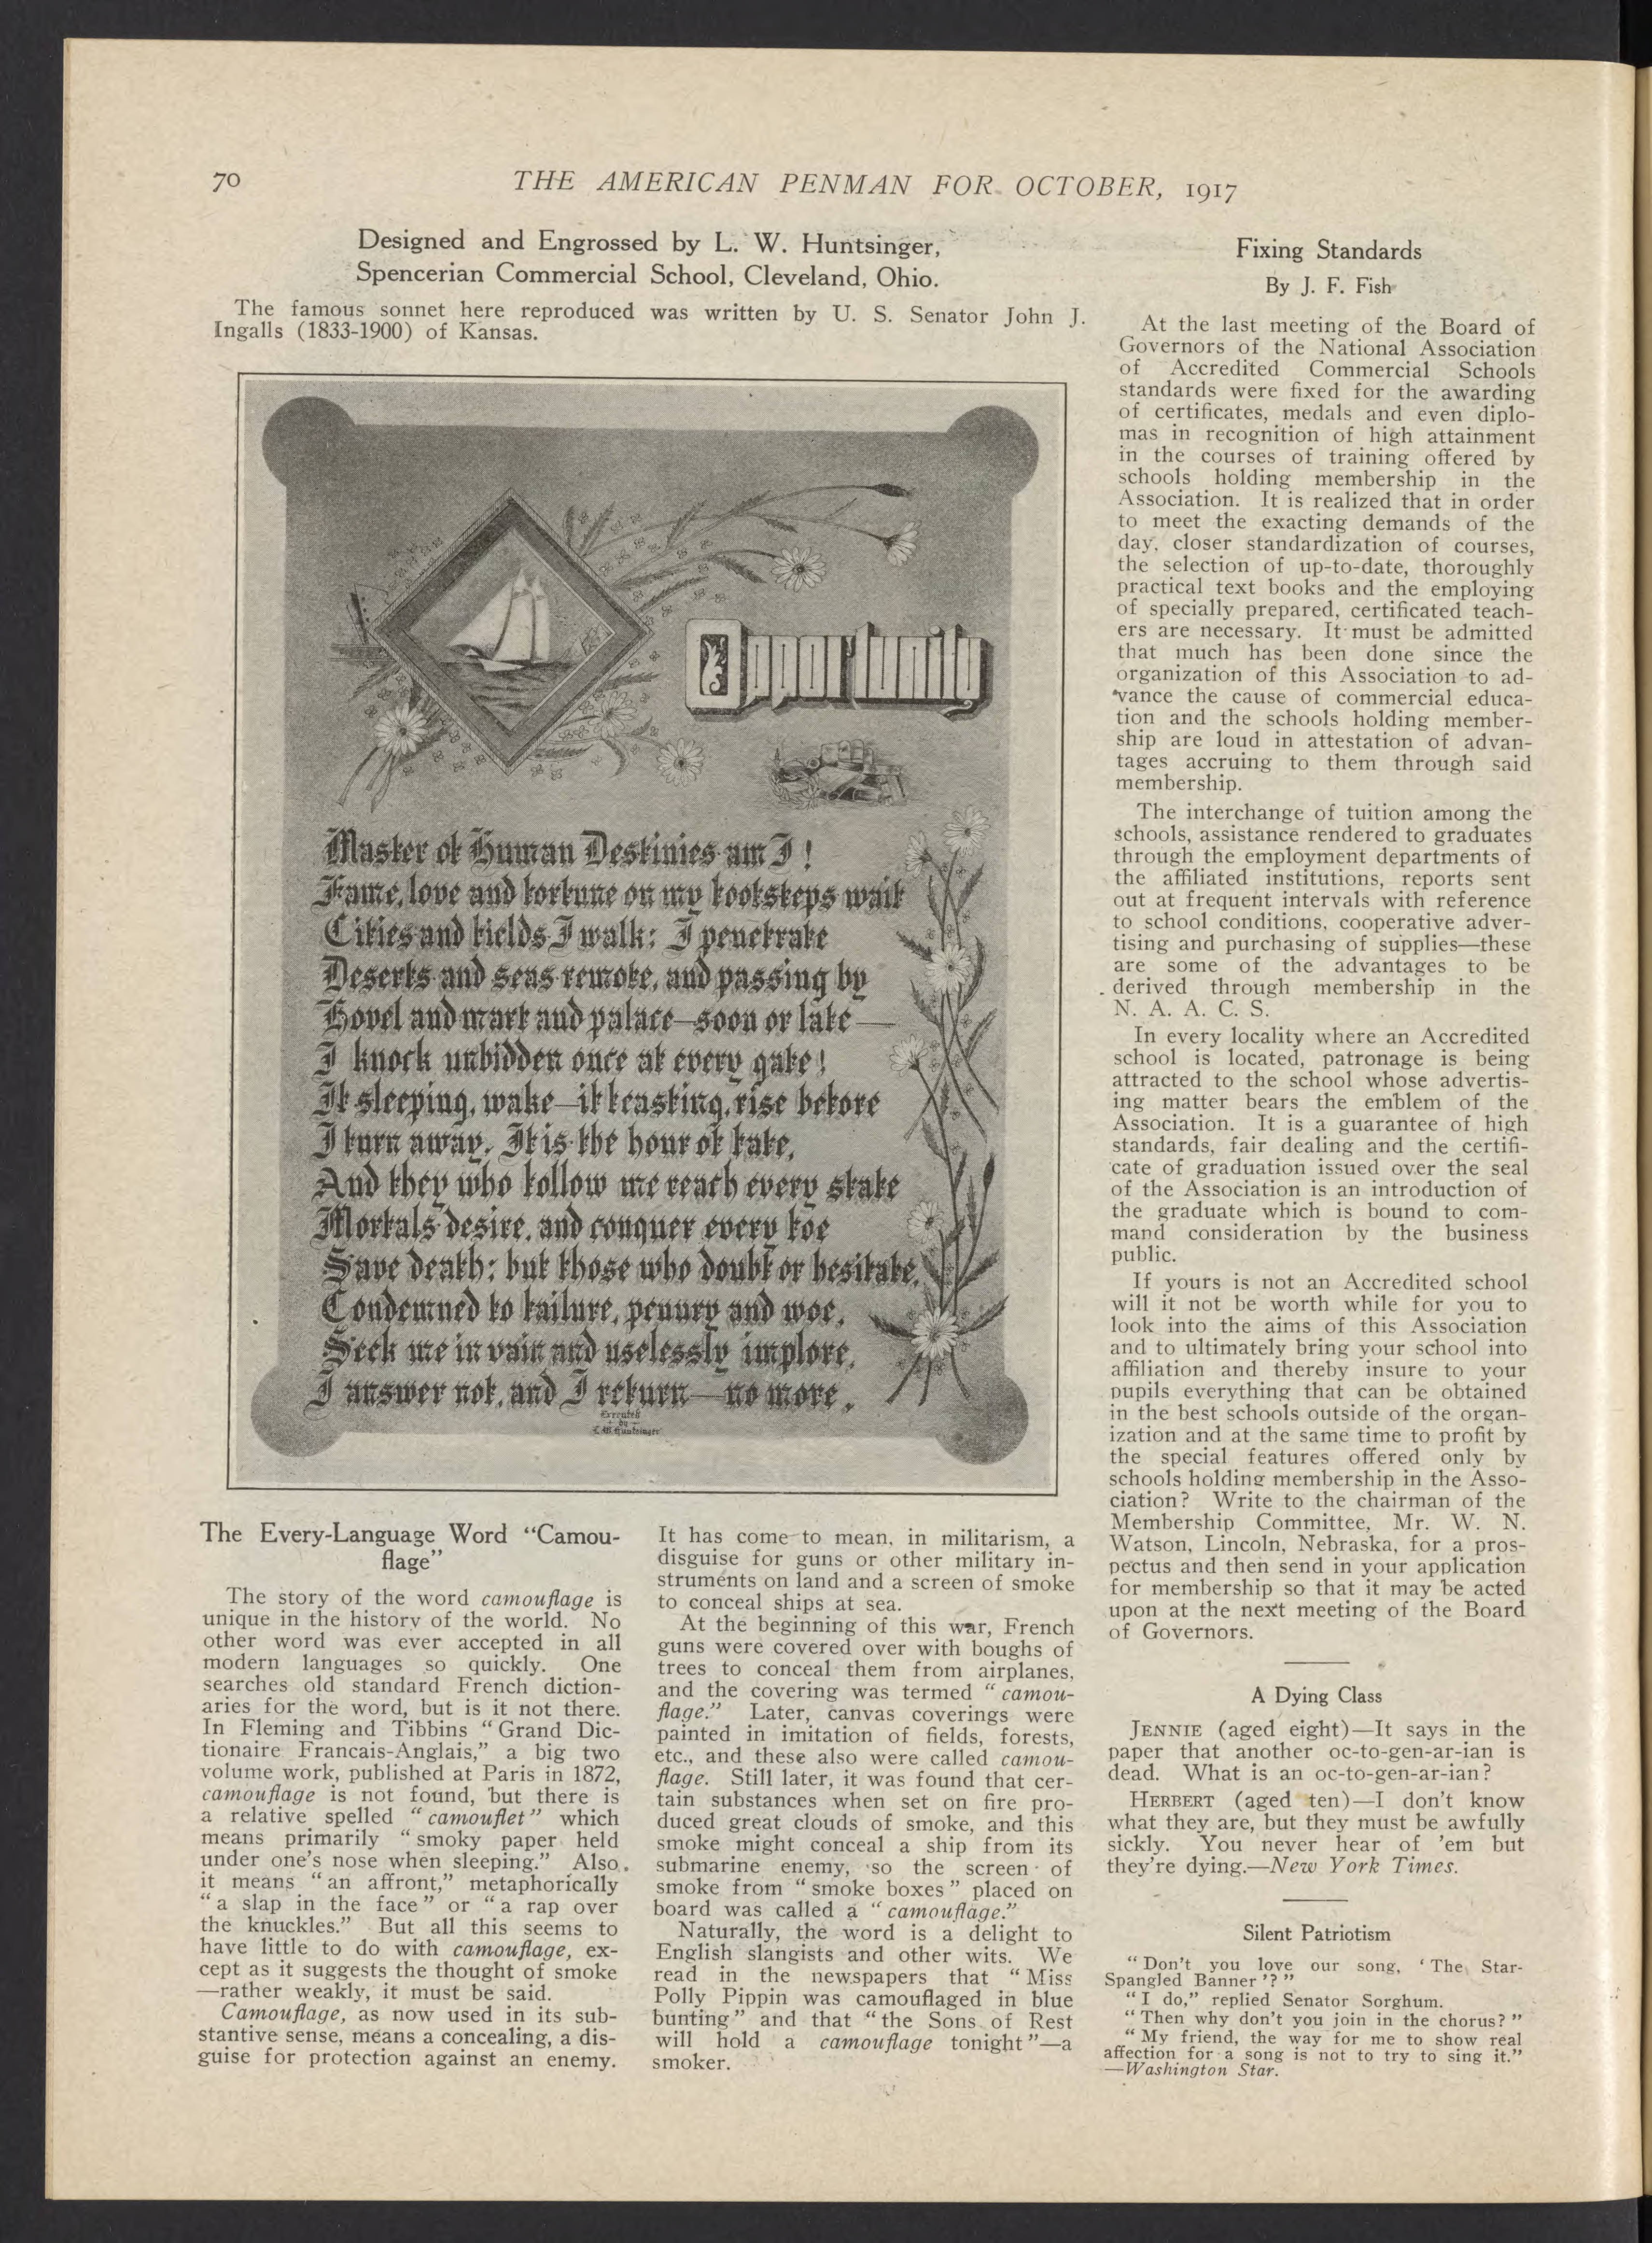 70
THE AMERICAN PENMAN FOR OCTOBER, 1917
Designed and Engrossed by L. W. Huntsinger,
Spencerian Commercial School, Cleveland, Ohio.
The famous sonnet here reproduced was written by U. S. Senator John J.
Ingalls (1833-1900) of Kansas.
Opportunity
Master of Human Destinies am I!
Fame, love and fortune on my footsteps wait
Cities and fields I walk; I penetrate
Deserts and seas remote, and passing by
Hovel and mart and palace—soon or late—
I knock unbidden once at every gate!
If sleeping, wake—if feasting, rise before
I turn away. It is the hour of fate,
And they who follow me reach every state
Mortals desire, and conquer every foe
Save death; but those who doubt or hesitate,
Condemned to failure, penury and woe,
Seek me in vain and uselessly implore,
I answer not, and I return—no more.
Executed
by
L. W. Huntsinger
The Every-Language Word "Camou-
flage"
The story of the word camouflage is
unique in the history of the world. No
other word was ever accepted in all
modern languages so quickly. One
searches old standard French diction-
aries for the word, but is it not there.
In Fleming and Tibbins "Grand Dic-
tionaire Francais-Anglais," a big two
volume work, published at Paris in 1872,
camouflage is not found, but there is
a relative spelled "camouflet" which
means primarily "smoky paper held
under one's nose when sleeping." Also,
it means "an affront," metaphorically
"a slap in the face" or "a rap over
the knuckles." But all this seems to
have little to do with camouflage, ex-
cept as it suggests the thought of smoke
—rather weakly, it must be said.
Camouflage, as now used in its sub-
stantive sense, means a concealing, a dis-
guise for protection against an enemy.
It has come to mean, in militarism, a
disguise for guns or other military in-
struments on land and a screen of smoke
to conceal ships at sea.
At the beginning of this war, French
guns were covered over with boughs of
trees to conceal them from airplanes,
and the covering was termed "camou-
flage." Later, canvas coverings were
painted in imitation of fields, forests,
etc., and these also were called camou-
flage. Still later, it was found that cer-
tain substances when set on fire pro-
duced great clouds of smoke, and this
smoke might conceal a ship from its
submarine enemy, so the screen of
smoke from "smoke boxes" placed on
board was called a "camouflage."
Naturally, the word is a delight to
English slangists and other wits. We
read in the newspapers that "Miss
Polly Pippin was camouflaged in blue
bunting" and that "the Sons of Rest
will hold a camouflage tonight"—a
smoker.
Fixing Standards
By J. F. Fish
At the last meeting of the Board of
Governors of the National Association
of Accredited Commercial Schools
standards were fixed for the awarding
of certificates, medals and even diplo-
mas in recognition of high attainment
in the courses of training offered by
schools holding membership in the
Association. It is realized that in order
to meet the exacting demands of the
day, closer standardization of courses,
the selection of up-to-date, thoroughly
practical text books and the employing
of specially prepared, certificated teach-
ers are necessary. It must be admitted
that much has been done since the
organization of this Association to ad-
vance the cause of commercial educa-
tion and the schools holding member-
ship are loud in attestation of advan-
tages accruing to them through said
membership.
The interchange of tuition among the
schools, assistance rendered to graduates
through the employment departments of
the affiliated institutions, reports sent
out at frequent intervals with reference
to school conditions, cooperative adver-
tising and purchasing of supplies—these
are some of the advantages to be
derived through membership in the
N. A. A. C. S.
In every locality where an Accredited
school is located, patronage is being
attracted to the school whose advertis-
ing matter bears the emblem of the
Association. It is a guarantee of high
standards, fair dealing and the certifi-
cate of graduation issued over the seal
of the Association is an introduction of
the graduate which is bound to com-
mand consideration by the business
public.
If yours is not an Accredited school
will it not be worth while for you to
look into the aims of this Association
and to ultimately bring your school into
affiliation and thereby insure to your
pupils everything that can be obtained
in the best schools outside of the organ-
ization and at the same time to profit by
the special features offered only by
schools holding membership in the Asso-
ciation? Write to the chairman of the
Membership Committee, Mr. W. N.
Watson, Lincoln, Nebraska, for a pros-
pectus and then send in your application
for membership so that it may be acted
upon at the next meeting of the Board
of Governors.
A Dying Class
JENNIE (aged eight)—It says in the
paper that another oc-to-gen-ar-ian is
dead. What is an oc-to-gen-ar-ian?
HERBERT (aged ten)—I don't know
what they are, but they must be awfully
sickly. You never hear of 'em but
they're dying.—New York Times.
Silent Patriotism
"Don't you love our song, 'The Star-
Spangled Banner'?"
"I do," replied Senator Sorghum.
"Then why don't you join in the chorus?"
"My friend, the way for me to show real
affection for a song is not to try to sing it."
—Washington Star.